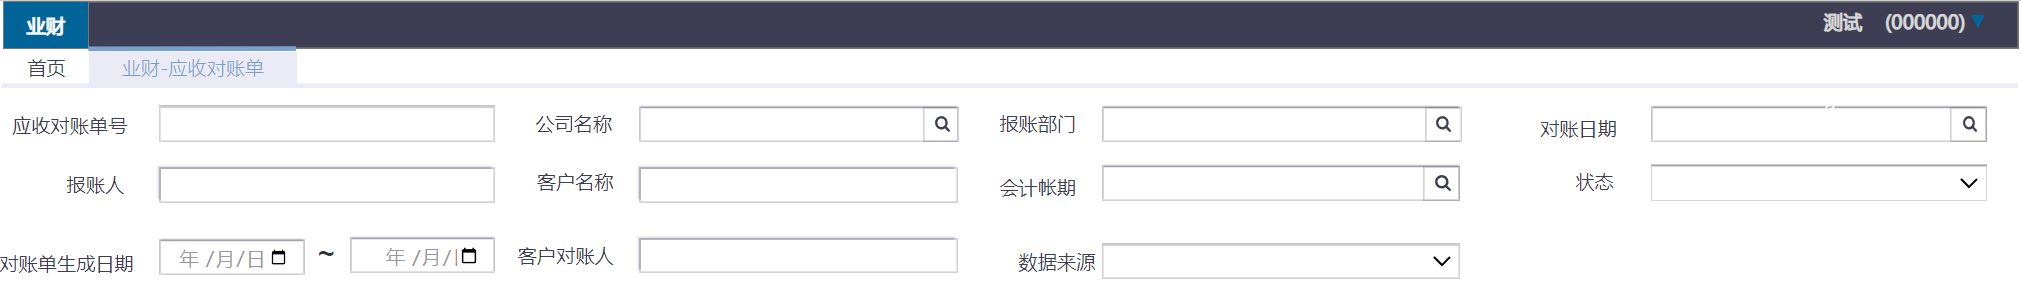 业财 测试 (000000)
首页 业财-应收对账单
应收对账单号 公司名称 报账部门 对账日期
报账人 客户名称 会计帐期 状态
对账单生成日期 年 /月/日 ~ 年 /月/ 客户对账人 数据来源